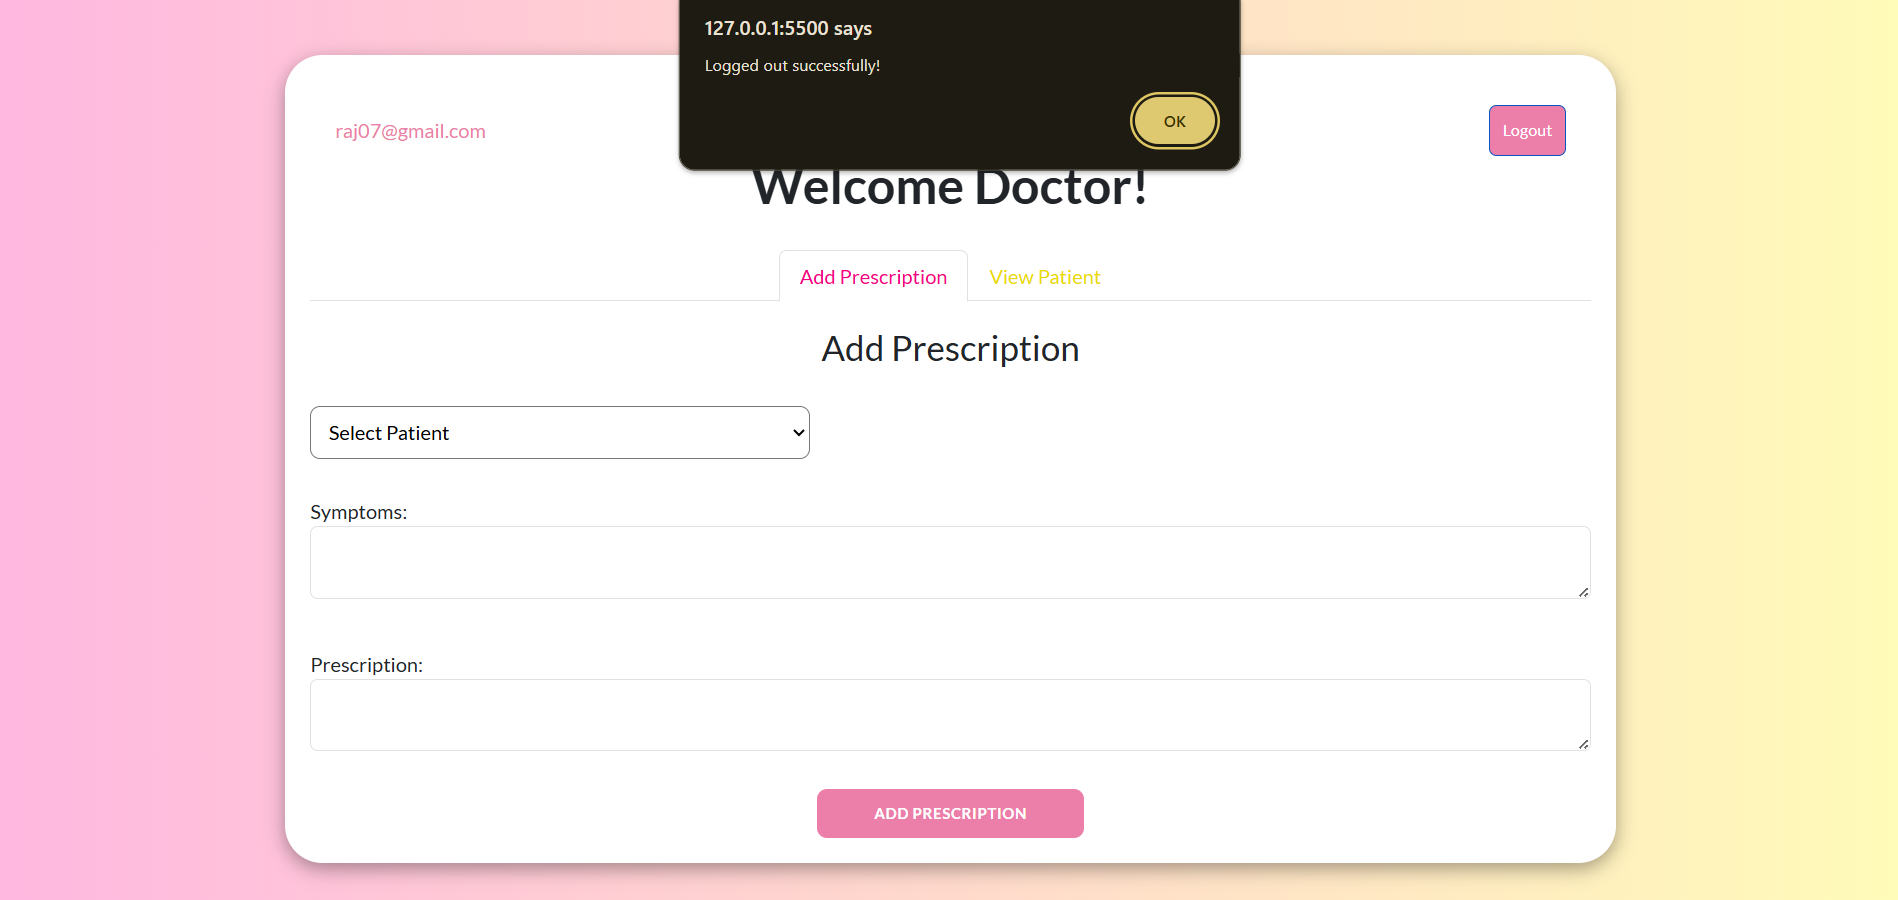 127.0.0.1:5500 says
Logged out successfully!
OK
raj07@gmail.com
Logout
Welcome Doctor!
Add Prescription
View Patient
Add Prescription
Select Patient
Symptoms:
Prescription:
ADD PRESCRIPTION